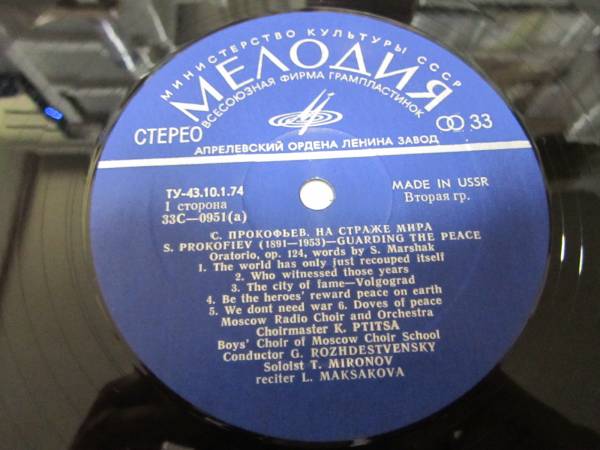 МИНИСТЕРСТВО КУЛЬТУРЫ СССР
МЕЛОДИЯ
ВСЕСОЮЗНАЯ ФИРМА ГРАМПЛАСТИНОК
СТЕРЕО
33
АПРЕЛЕВСКИЙ ОРДЕНА ЛЕНИНА ЗАВОД
ТУ-43.10.1.74
MADE IN USSR
1 сторона
Вторая гр.
33С—0951(а)
С. ПРОКОФЬЕВ. НА СТРАЖЕ МИРА
S. PROKOFIEV (1891—1953)—GUARDING THE PEACE
Oratorio, op. 124, words by S. Marshak
1. The world has only just recouped itself
2. Who witnessed those years
3. The city of fame—Volgograd
4. Be the heroes' reward peace on earth
5. We dont need war 6. Doves of peace
Moscow Radio Choir and Orchestra
Choirmaster K. PTITSA
Boys' Choir of Moscow Choir School
Conductor G. ROZHDESTVENSKY
Soloist T. MIRONOV
reciter L. MAKSAKOVA